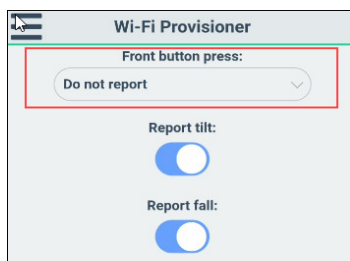 Wi-Fi Provisioner
Front button press:
Do not report
Report tilt:
Report fall: